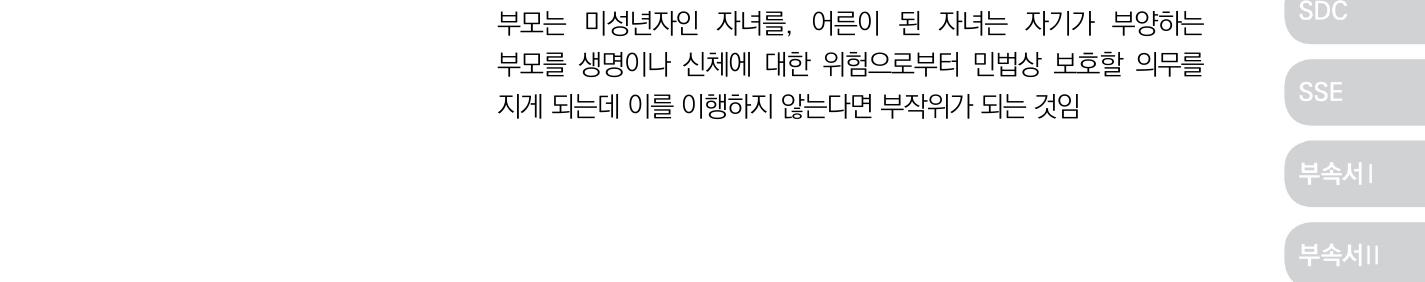 부모는 미성년자인 자녀를, 어른이 된 자녀는 자기가 부양하는
부모를 생명이나 신체에 대한 위험으로부터 민법상 보호할 의무를
지게 되는데 이를 이행하지 않는다면 부작위가 되는 것임
SDC
SSE
부속서Ⅰ
부속서Ⅱ